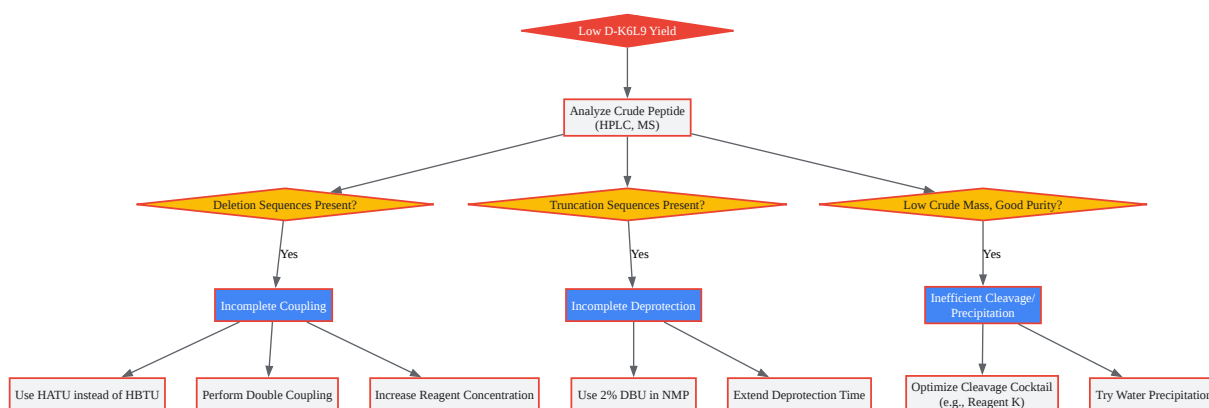 Low D-K6L9 Yield
Analyze Crude Peptide
(HPLC, MS)
Deletion Sequences Present?
Truncation Sequences Present?
Low Crude Mass, Good Purity?
Yes
Yes
Yes
Incomplete Coupling
Incomplete Deprotection
Inefficient Cleavage/
Precipitation
Use HATU instead of HBTU
Perform Double Coupling
Increase Reagent Concentration
Use 2% DBU in NMP
Extend Deprotection Time
Optimize Cleavage Cocktail
(e.g., Reagent K)
Try Water Precipitation